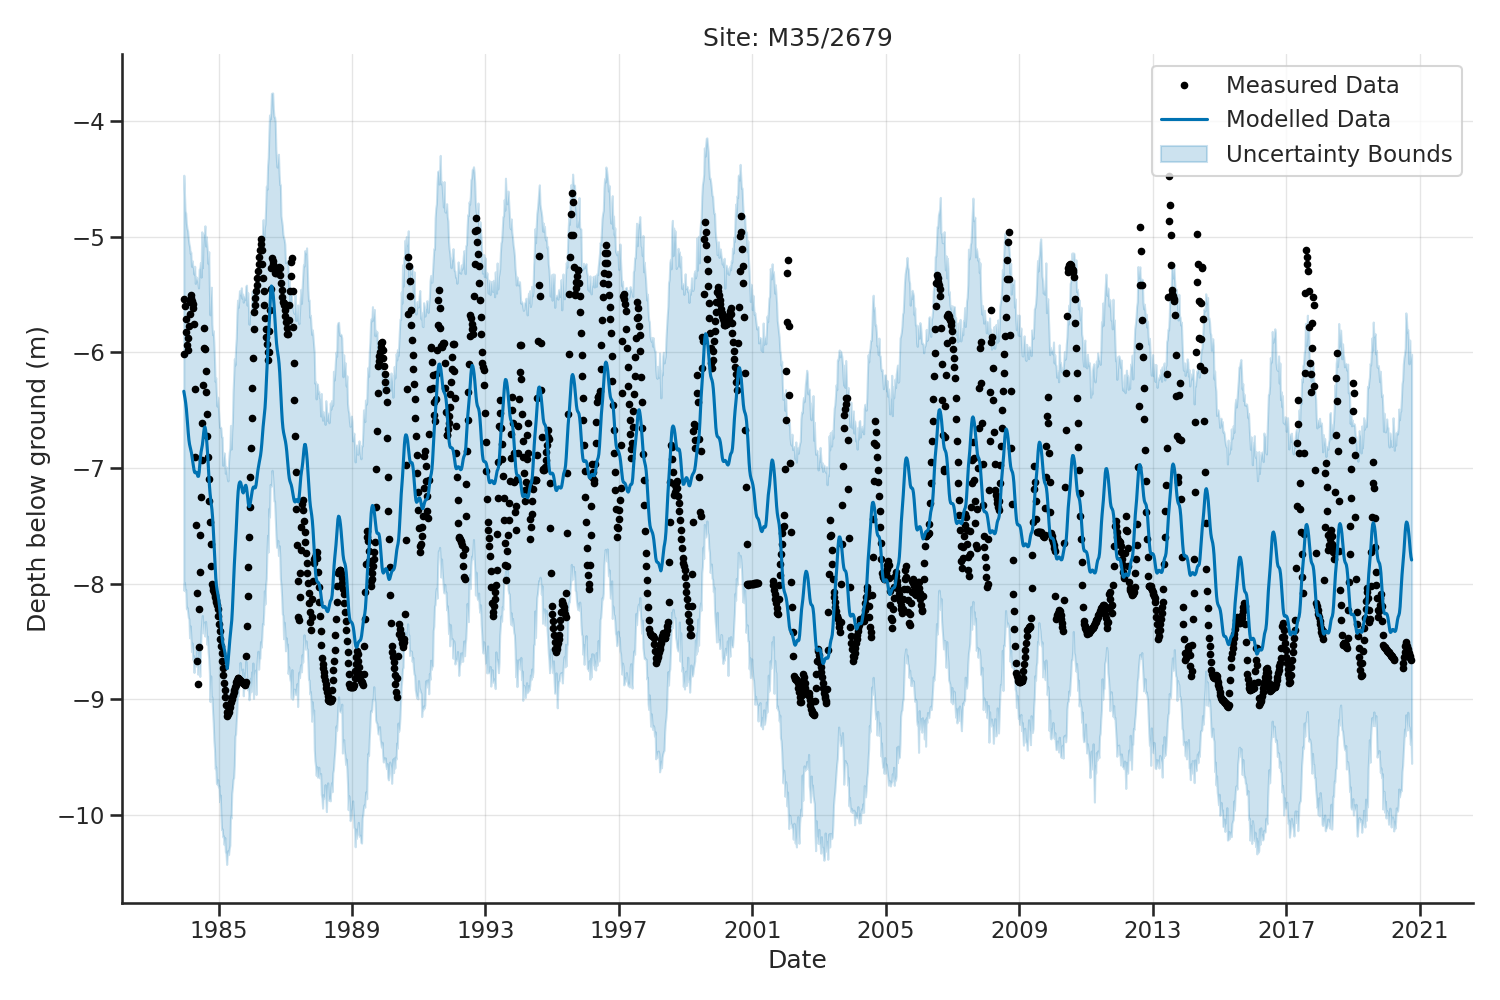 Site: M35/2679
Measured Data
Modelled Data
Uncertainty Bounds
Depth below ground (m)
−4
−5
−6
−7
−8
−9
−10
1985
1989
1993
1997
2001
2005
2009
2013
2017
2021
Date